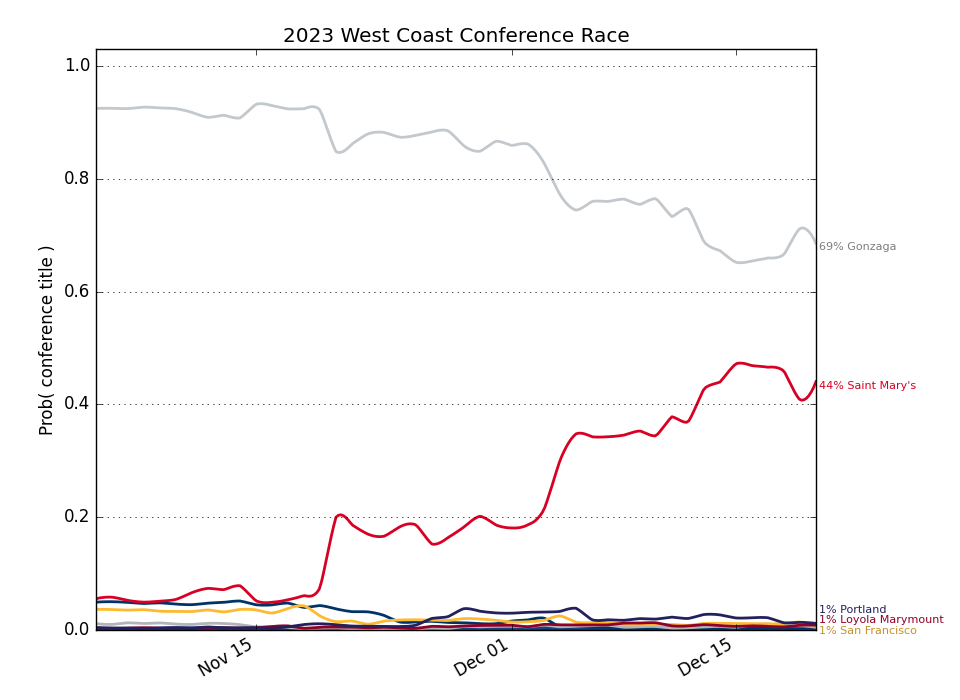 2023 West Coast Conference Race
Prob( conference title )
1.0
0.8
0.6
0.4
0.2
0.0
Nov 15
Dec 01
Dec 15
69% Gonzaga
44% Saint Mary's
1% Portland
1% Loyola Marymount
1% San Francisco